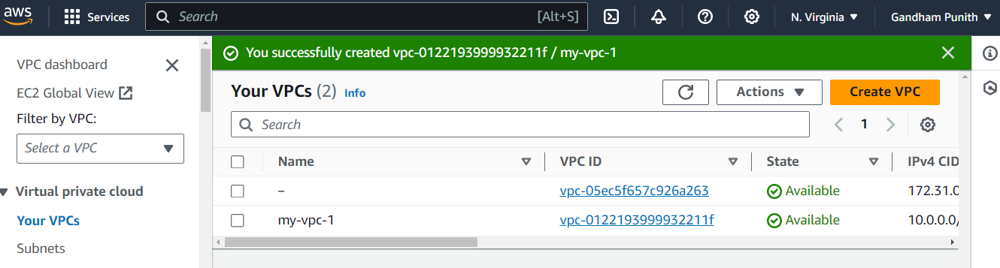 aws Services Search [Alt+S] N. Virginia Gandham Punith
VPC dashboard
EC2 Global View
Filter by VPC:
Select a VPC
Virtual private cloud
Your VPCs
Subnets
You successfully created vpc-0122193999932211f / my-vpc-1
Your VPCs (2) Info Actions Create VPC
Search 1
Name VPC ID State IPv4 CID
– vpc-05ec5f657c926a263 Available 172.31.0
my-vpc-1 vpc-0122193999932211f Available 10.0.0.0/